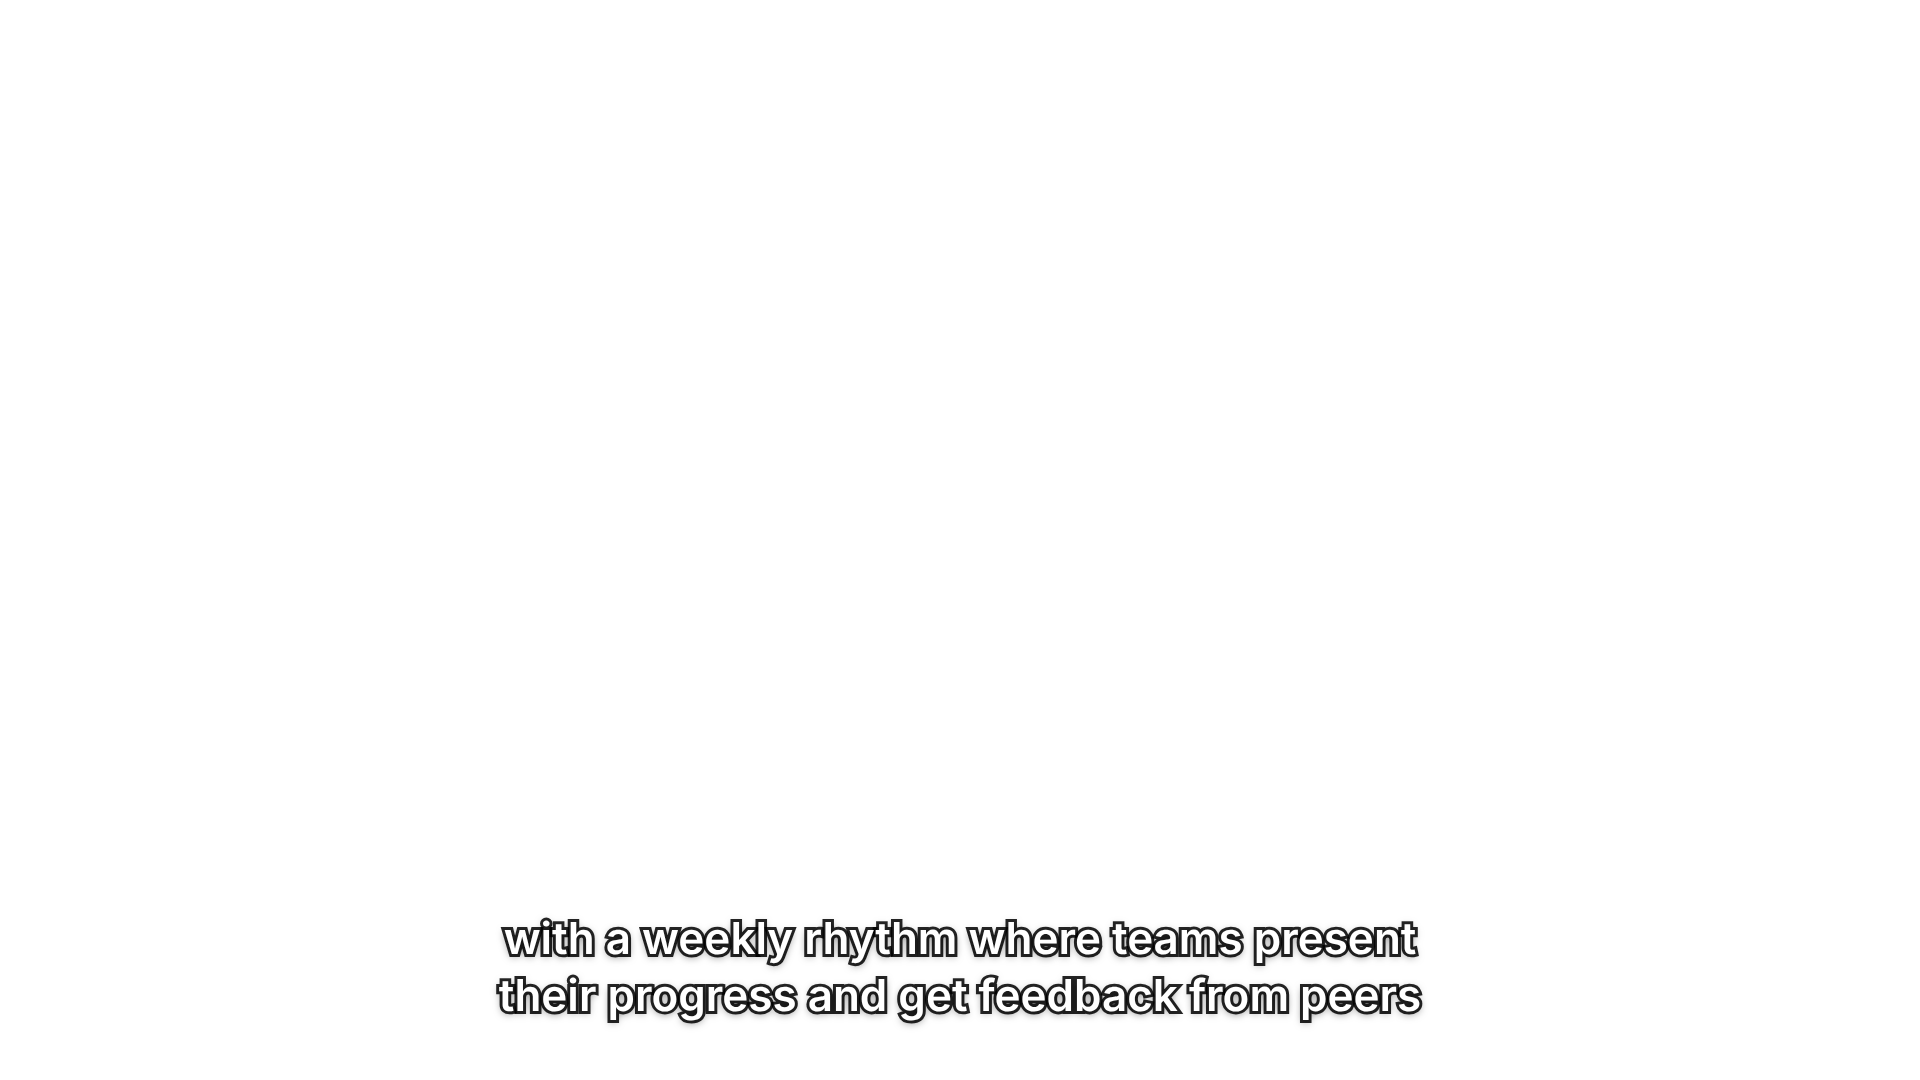 with a weekly rhythm where teams present
their progress and get feedback from peers